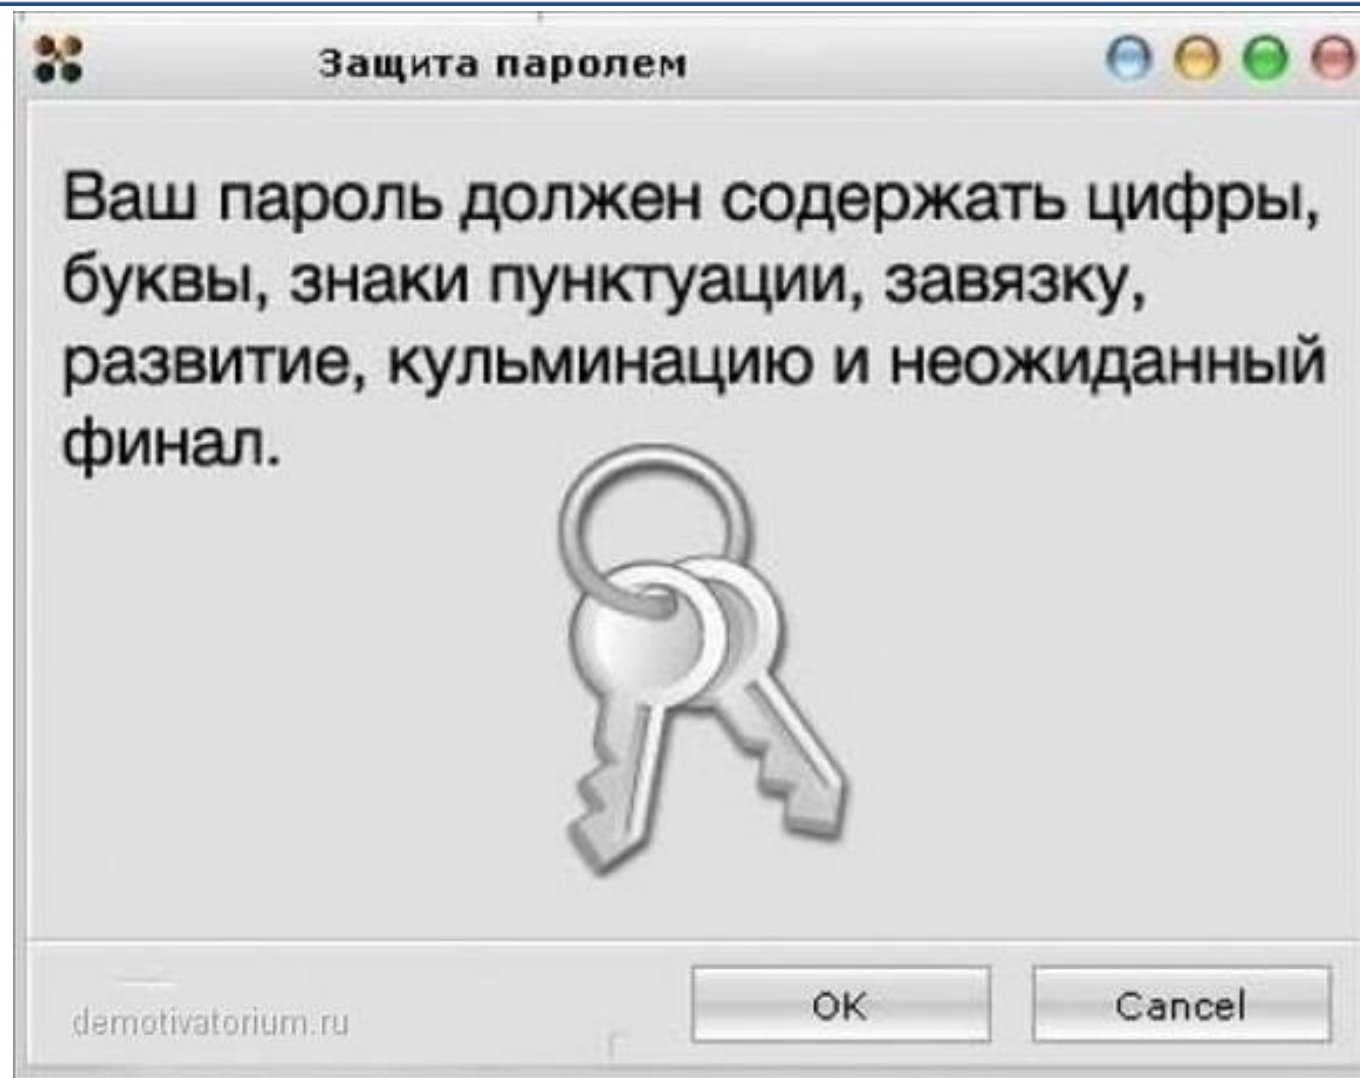 Защита паролем
Ваш пароль должен содержать цифры,
буквы, знаки пунктуации, завязку,
развитие, кульминацию и неожиданный
финал.
OK
Cancel
demotivatorium.ru